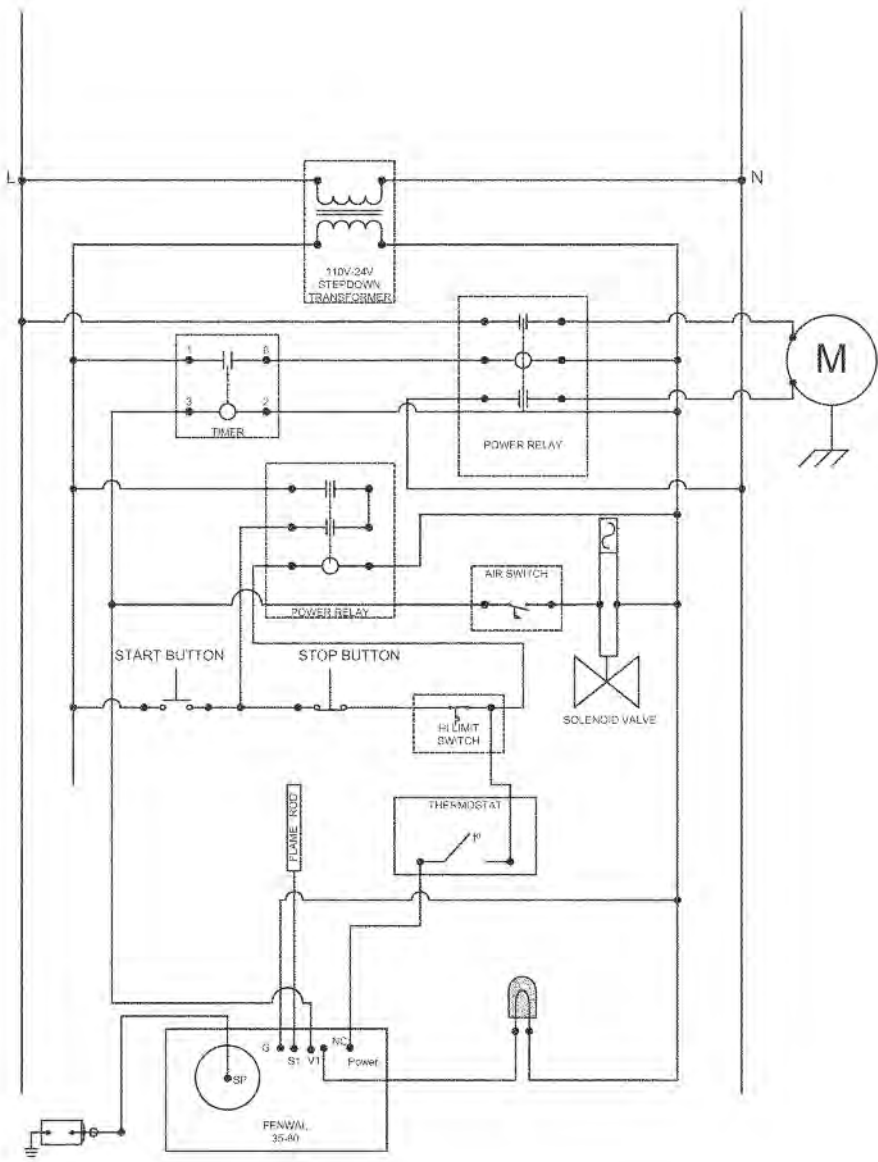 L
N
110V-24V
STEPDOWN
TRANSFORMER
1
6
3
2
TIMER
M
POWER RELAY
AIR SWITCH
POWER RELAY
START BUTTON
STOP BUTTON
HI LIMIT
SWITCH
SOLENOID VALVE
THERMOSTAT
FLAME ROD
G
S1
V1
NC
Power
SP
FENWAL
35-60